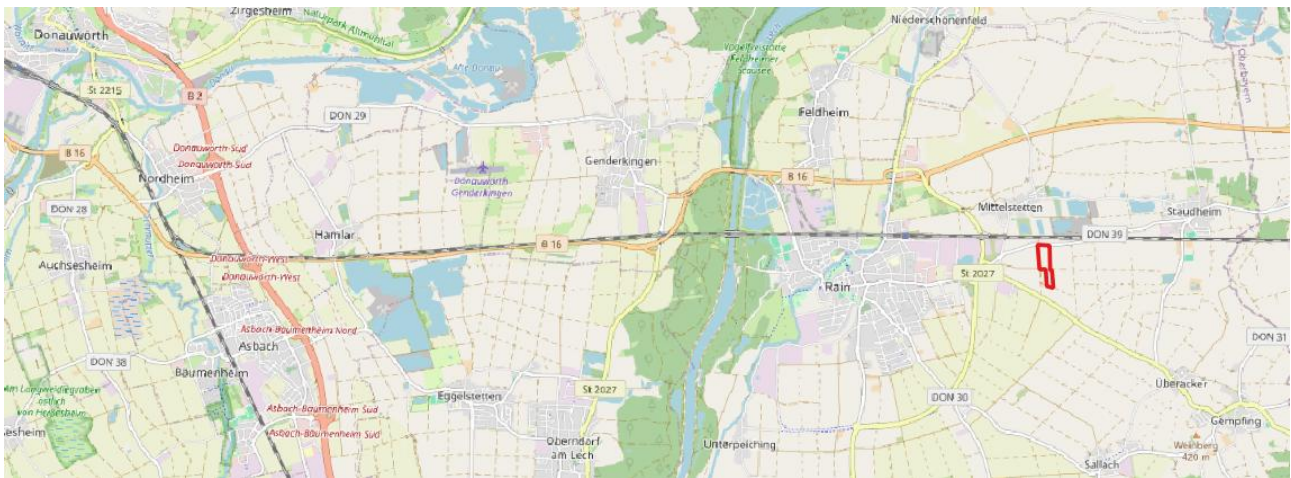 Zirgesheim
Donauwörth
Naturpark Altmühltal
Niederschönenfeld
Alte Donau
Vogelfreistätte
Feldheimer
Stausee
Oberbayern
St 2215
B 2
DON 29
Feldheim
Donauwörth-Süd
Donauwörth-Süd
B 16
Nordheim
Genderkingen
Donauwörth
Genderkingen
B 16
DON 28
Mittelstetten
Staudheim
Hamlar
B 16
DON 39
Donauwörth-West
Donauwörth-West
Auchsesheim
St 2027
Rain
Asbach-Bäumenheim Nord
Asbach
DON 38
DON 31
Bäumenheim
St 2027
Überacker
Eggelstetten
DON 30
Asbach-Bäumenheim Süd
Asbach-Bäumenheim Süd
Gempfing
Oberndorf
am Lech
Unterpeiching
Weinberg
420 m
Sallach